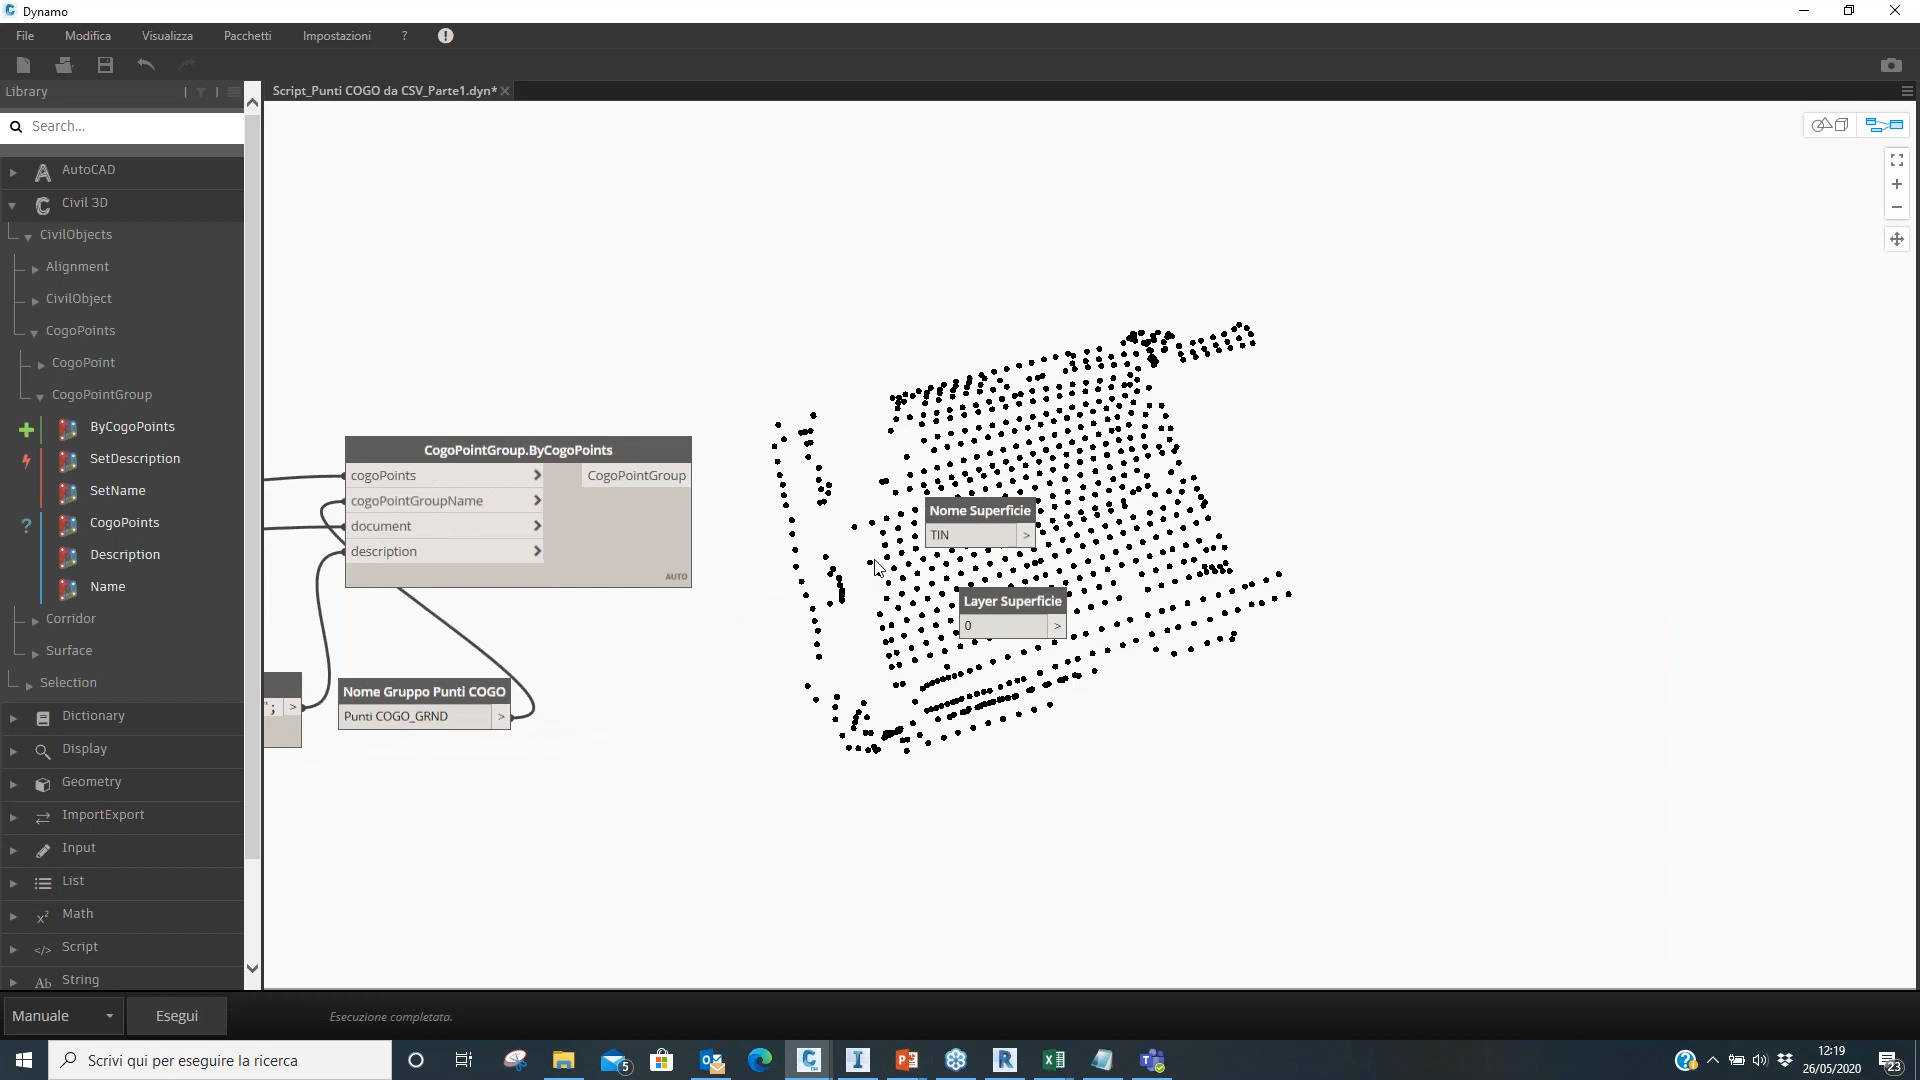 Dynamo
File Modifica Visualizza Pacchetti Impostazioni ?
Library
Script_Punti COGO da CSV_Parte1.dyn*
Search...
AutoCAD
Civil 3D
CivilObjects
Alignment
CivilObject
CogoPoints
CogoPoint
CogoPointGroup
ByCogoPoints
SetDescription
SetName
CogoPoints
Description
Name
Corridor
Surface
Selection
Dictionary
Display
Geometry
ImportExport
Input
List
Math
Script
String
CogoPointGroup.ByCogoPoints
cogoPoints > CogoPointGroup
cogoPointGroupName >
document >
description >
AUTO
"; >
Nome Gruppo Punti COGO
Punti COGO_GRND >
Nome Superficie
TIN >
Layer Superficie
0 >
Manuale Esegui Esecuzione completata.
Scrivi qui per eseguire la ricerca
5
12:19
26/05/2020
23